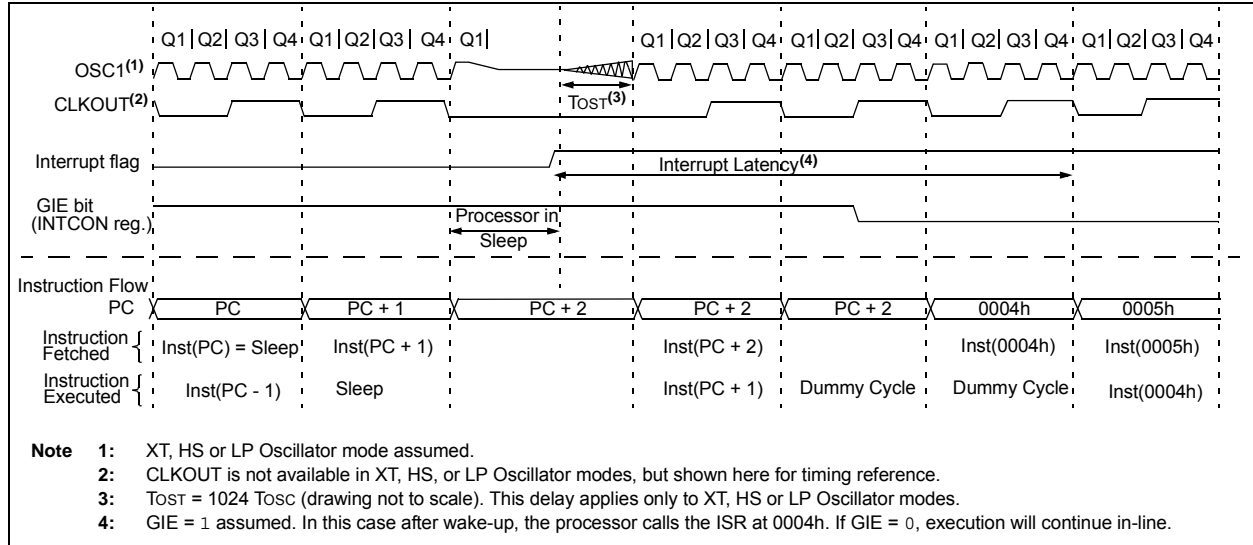 Q1| Q2| Q3 | Q4 Q1 | Q2 | Q3| Q4 Q1| Q1 | Q2 | Q3 | Q4 Q1 | Q2 | Q3 | Q4 Q1 | Q2 | Q3 | Q4 Q1 | Q2 | Q3 | Q4
OSC1(1)
CLKOUT(2)
TOST(3)
Interrupt flag
Interrupt Latency(4)
GIE bit
(INTCON reg.)
Processor in
Sleep
Instruction Flow
PC PC PC + 1 PC + 2 PC + 2 PC + 2 0004h 0005h
Instruction
Fetched { Inst(PC) = Sleep Inst(PC + 1) Inst(PC + 2) Inst(0004h) Inst(0005h)
Instruction
Executed { Inst(PC - 1) Sleep Inst(PC + 1) Dummy Cycle Dummy Cycle Inst(0004h)
Note 1: XT, HS or LP Oscillator mode assumed.
2: CLKOUT is not available in XT, HS, or LP Oscillator modes, but shown here for timing reference.
3: TOST = 1024 TOSC (drawing not to scale). This delay applies only to XT, HS or LP Oscillator modes.
4: GIE = 1 assumed. In this case after wake-up, the processor calls the ISR at 0004h. If GIE = 0, execution will continue in-line.